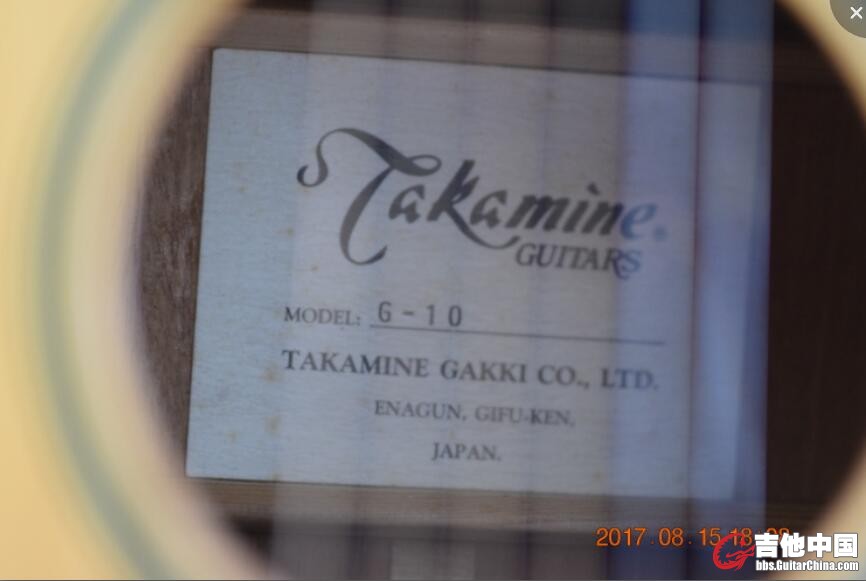 Takamine®
GUITARS
MODEL: G-10
TAKAMINE GAKKI CO., LTD.
ENAGUN, GIFU-KEN,
JAPAN.
2017.08.15
吉他中国
bbs.GuitarChina.com